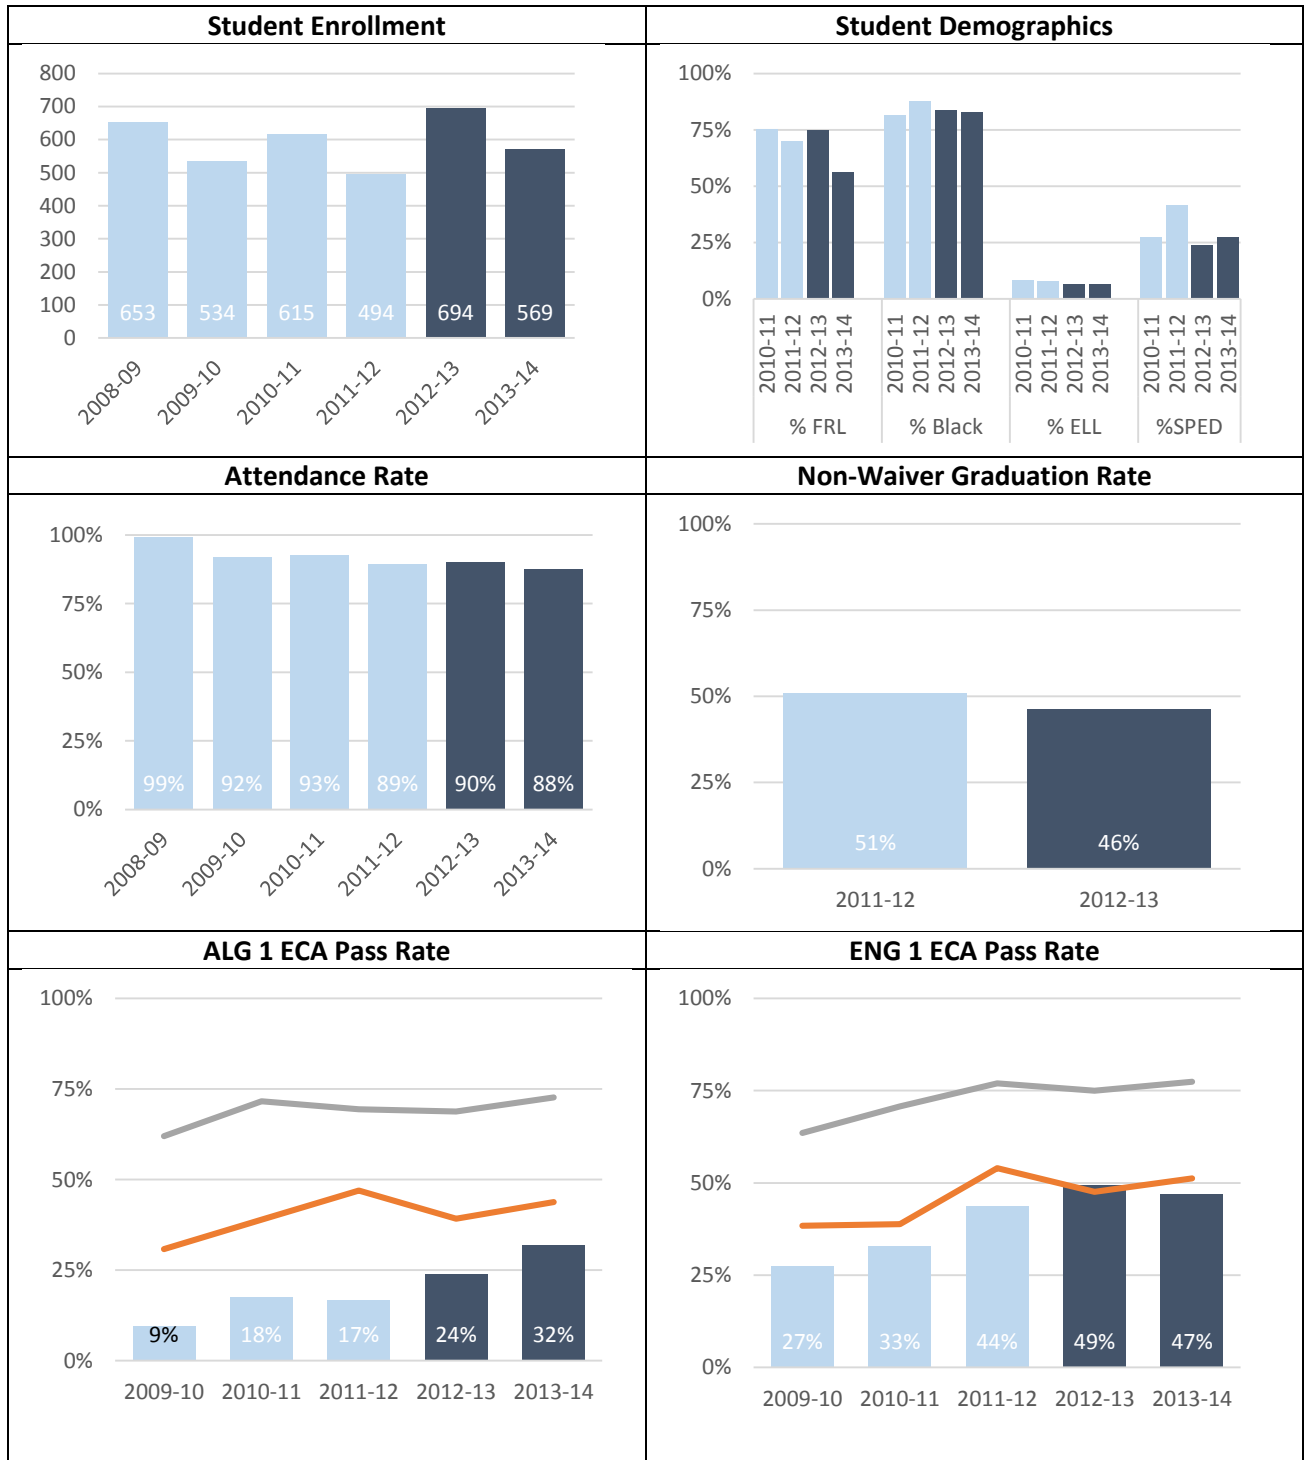 Student Enrollment
800
700
600
500
400
300
200
100
0
653 534 615 494 694 569
2008-09 2009-10 2010-11 2011-12 2012-13 2013-14
Student Demographics
100%
75%
50%
25%
0%
2010-11 2011-12 2012-13 2013-14 2010-11 2011-12 2012-13 2013-14 2010-11 2011-12 2012-13 2013-14 2010-11 2011-12 2012-13 2013-14
% FRL % Black % ELL %SPED
Attendance Rate
100%
75%
50%
25%
0%
99% 92% 93% 89% 90% 88%
2008-09 2009-10 2010-11 2011-12 2012-13 2013-14
Non-Waiver Graduation Rate
100%
75%
50%
25%
0%
51% 46%
2011-12 2012-13
ALG 1 ECA Pass Rate
100%
75%
50%
25%
0%
9% 18% 17% 24% 32%
2009-10 2010-11 2011-12 2012-13 2013-14
ENG 1 ECA Pass Rate
100%
75%
50%
25%
0%
27% 33% 44% 49% 47%
2009-10 2010-11 2011-12 2012-13 2013-14